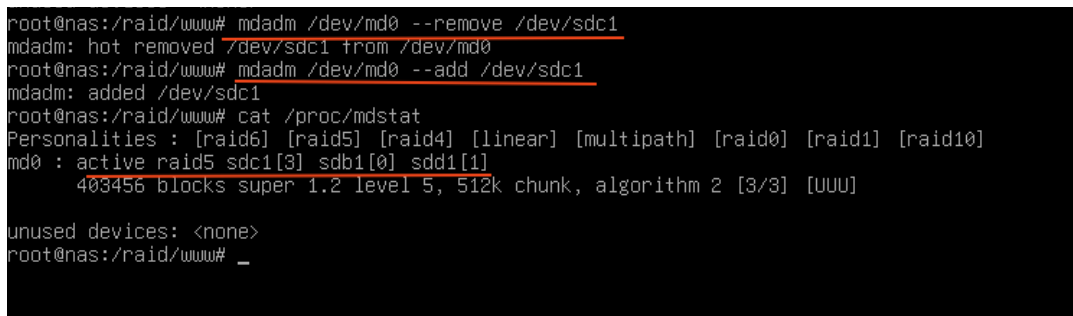 root@nas:/raid/www# mdadm /dev/md0 --remove /dev/sdc1
mdadm: hot removed /dev/sdc1 from /dev/md0
root@nas:/raid/www# mdadm /dev/md0 --add /dev/sdc1
mdadm: added /dev/sdc1
root@nas:/raid/www# cat /proc/mdstat
Personalities : [raid6] [raid5] [raid4] [linear] [multipath] [raid0] [raid1] [raid10]
md0 : active raid5 sdc1[3] sdb1[0] sdd1[1]
403456 blocks super 1.2 level 5, 512k chunk, algorithm 2 [3/3] [UUU]
unused devices: <none>
root@nas:/raid/www# _